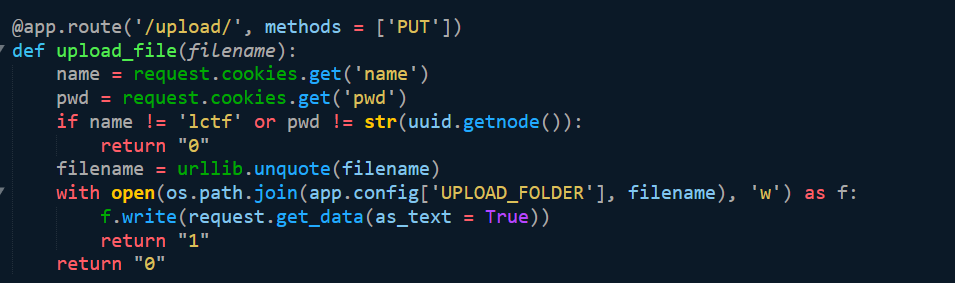 @app.route('/upload/', methods = ['PUT'])
def upload_file(filename):
    name = request.cookies.get('name')
    pwd = request.cookies.get('pwd')
    if name != 'lctf' or pwd != str(uuid.getnode()):
        return "0"
    filename = urllib.unquote(filename)
    with open(os.path.join(app.config['UPLOAD_FOLDER'], filename), 'w') as f:
        f.write(request.get_data(as_text = True))
        return "1"
    return "0"